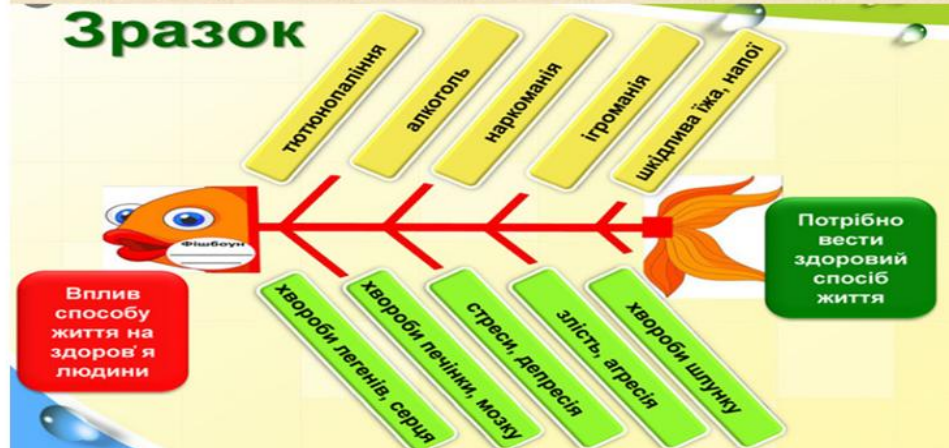 Зразок
тютюнопаління
алкоголь
наркоманія
ігроманія
шкідлива їжа, напої
Фішбоун
Вплив
способу
життя на
здоров'я
людини
Потрібно
вести
здоровий
спосіб
життя
хвороби легенів, серця
хвороби печінки, мозку
стреси, депресія
злість, агресія
хвороби шлунку